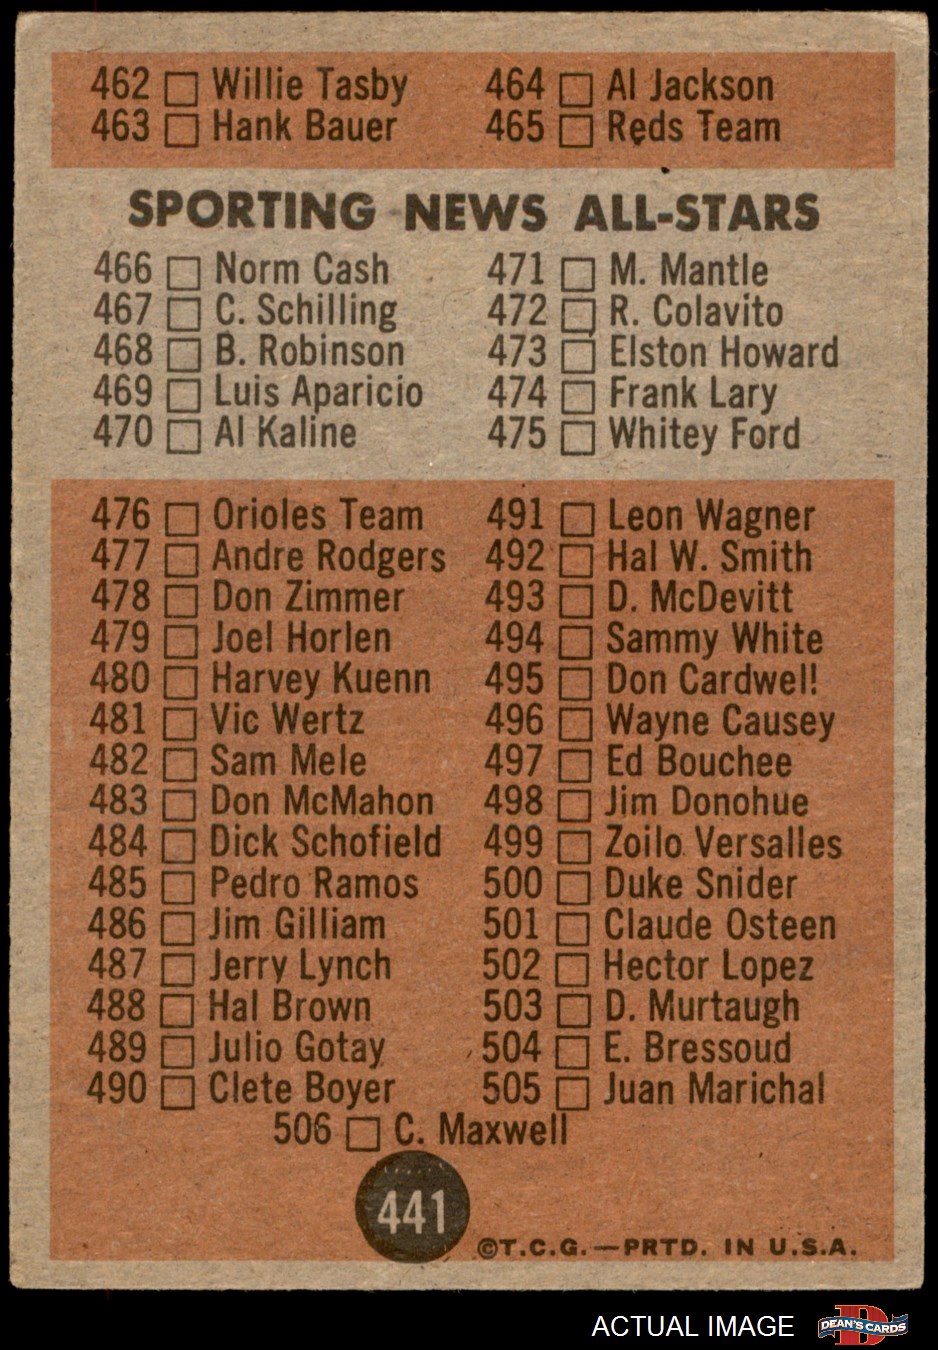 462 Willie Tasby 464 Al Jackson
463 Hank Bauer 465 Reds Team
SPORTING NEWS ALL-STARS
466 Norm Cash 471 M. Mantle
467 C. Schilling 472 R. Colavito
468 B. Robinson 473 Elston Howard
469 Luis Aparicio 474 Frank Lary
470 Al Kaline 475 Whitey Ford
476 Orioles Team 491 Leon Wagner
477 Andre Rodgers 492 Hal W. Smith
478 Don Zimmer 493 D. McDevitt
479 Joel Horlen 494 Sammy White
480 Harvey Kuenn 495 Don Cardwell
481 Vic Wertz 496 Wayne Causey
482 Sam Mele 497 Ed Bouchee
483 Don McMahon 498 Jim Donohue
484 Dick Schofield 499 Zoilo Versalles
485 Pedro Ramos 500 Duke Snider
486 Jim Gilliam 501 Claude Osteen
487 Jerry Lynch 502 Hector Lopez
488 Hal Brown 503 D. Murtaugh
489 Julio Gotay 504 E. Bressoud
490 Clete Boyer 505 Juan Marichal
506 C. Maxwell
441
©T.C.G.—PRTD. IN U.S.A.
ACTUAL IMAGE
DEAN'S CARDS